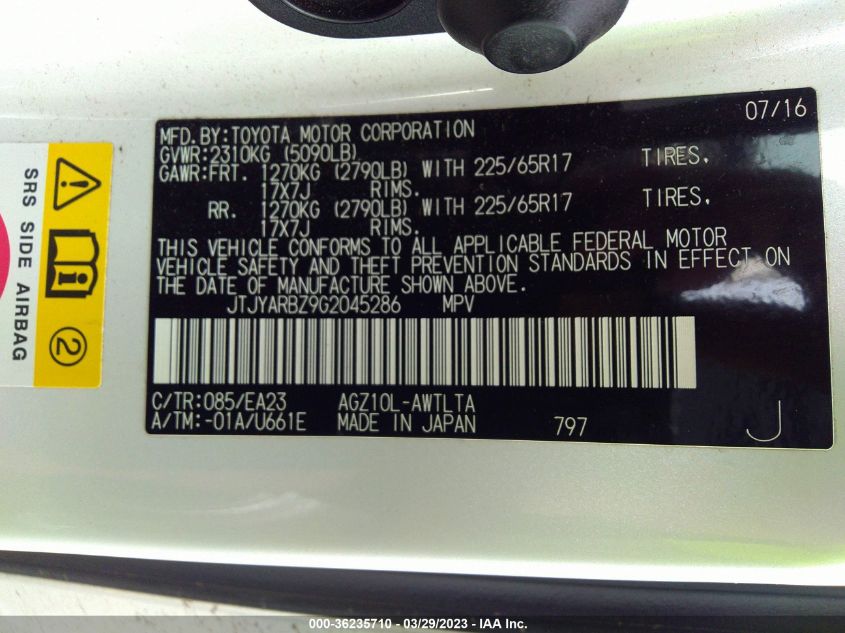 07/16
MFD. BY: TOYOTA MOTOR CORPORATION
GVWR: 2310KG (5090LB)
GAWR: FRT. 1270KG (2790LB) WITH 225/65R17 TIRES.
17X7J RIMS.
RR. 1270KG (2790LB) WITH 225/65R17 TIRES.
17X7J RIMS.
THIS VEHICLE CONFORMS TO ALL APPLICABLE FEDERAL MOTOR
VEHICLE SAFETY AND THEFT PREVENTION STANDARDS IN EFFECT ON
THE DATE OF MANUFACTURE SHOWN ABOVE.
JTJYARBZ9G2045286 MPV
C/TR: 085/EA23 AGZ10L-AWTLTA
A/TM: -01A/U661E MADE IN JAPAN 797 J
SRS SIDE AIRBAG
2
000-36235710 - 03/29/2023 - IAA Inc.